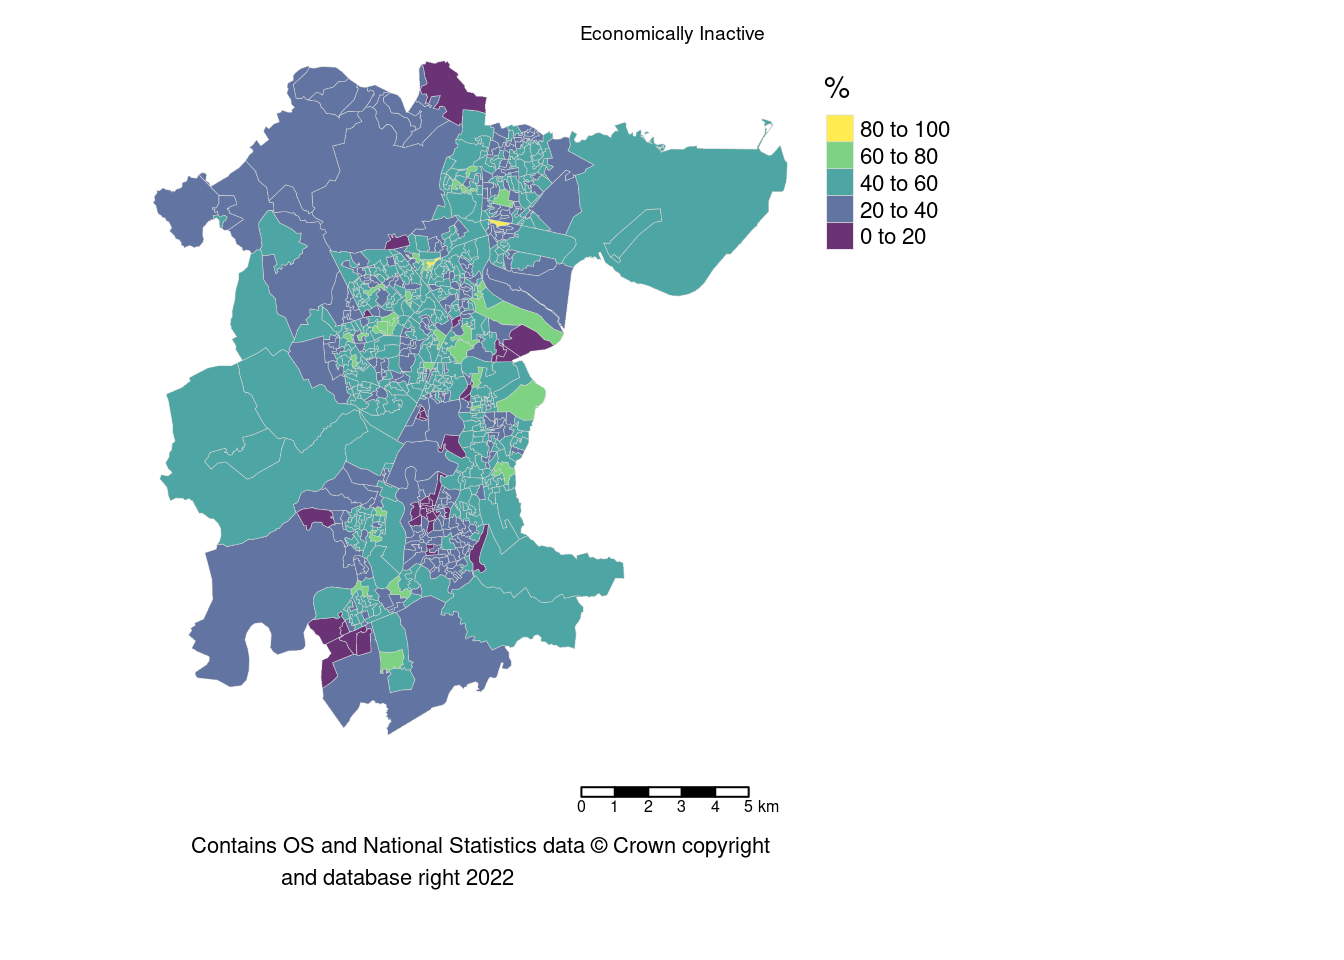 Economically Inactive
%
80 to 100
60 to 80
40 to 60
20 to 40
0 to 20
0 1 2 3 4 5 km
Contains OS and National Statistics data © Crown copyright
and database right 2022